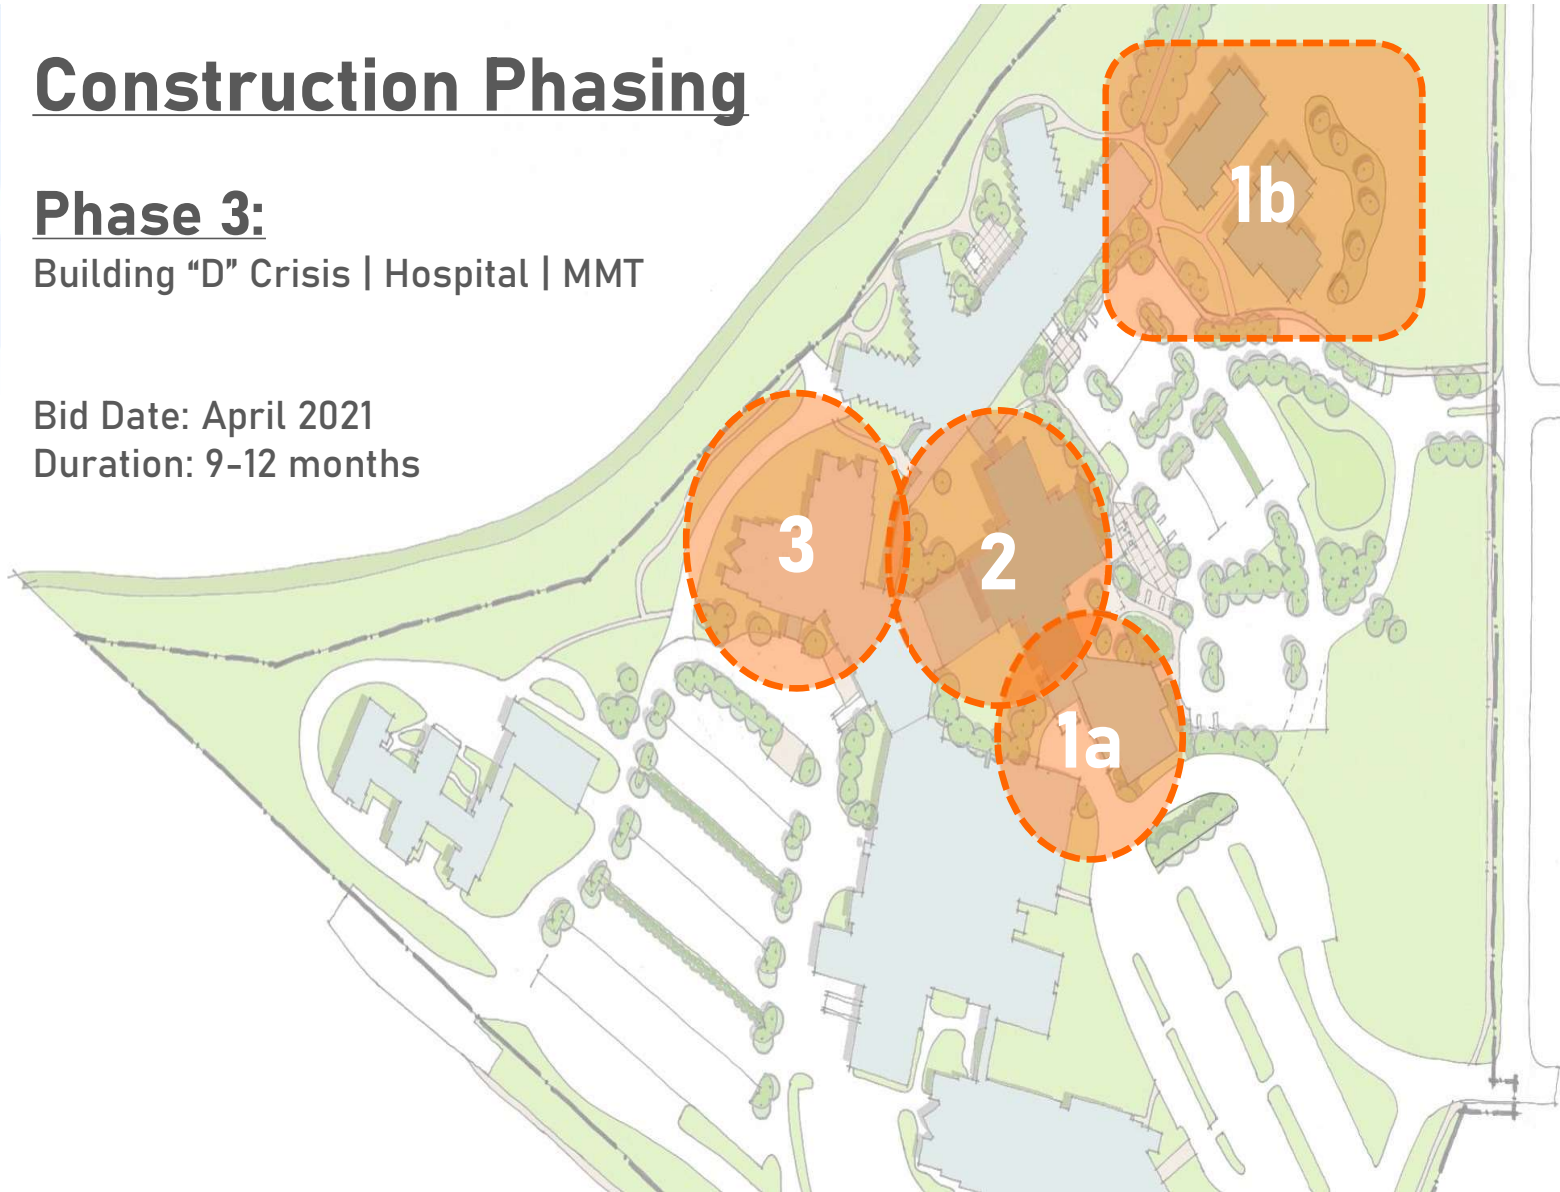 Construction Phasing
Phase 3:
Building “D” Crisis | Hospital | MMT
Bid Date: April 2021
Duration: 9-12 months
1b
3
2
1a